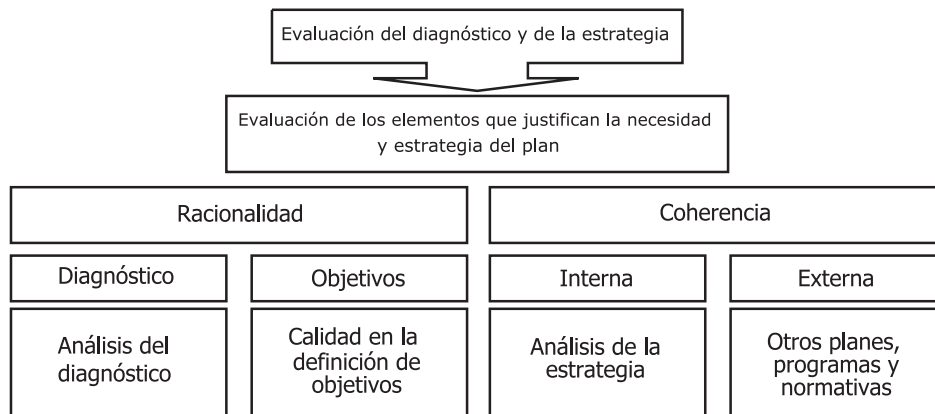 Evaluación del diagnóstico y de la estrategia
Evaluación de los elementos que justifican la necesidad
y estrategia del plan
Racionalidad
Coherencia
Diagnóstico
Objetivos
Interna
Externa
Análisis del
diagnóstico
Calidad en la
definición de
objetivos
Análisis de la
estrategia
Otros planes,
programas y
normativas